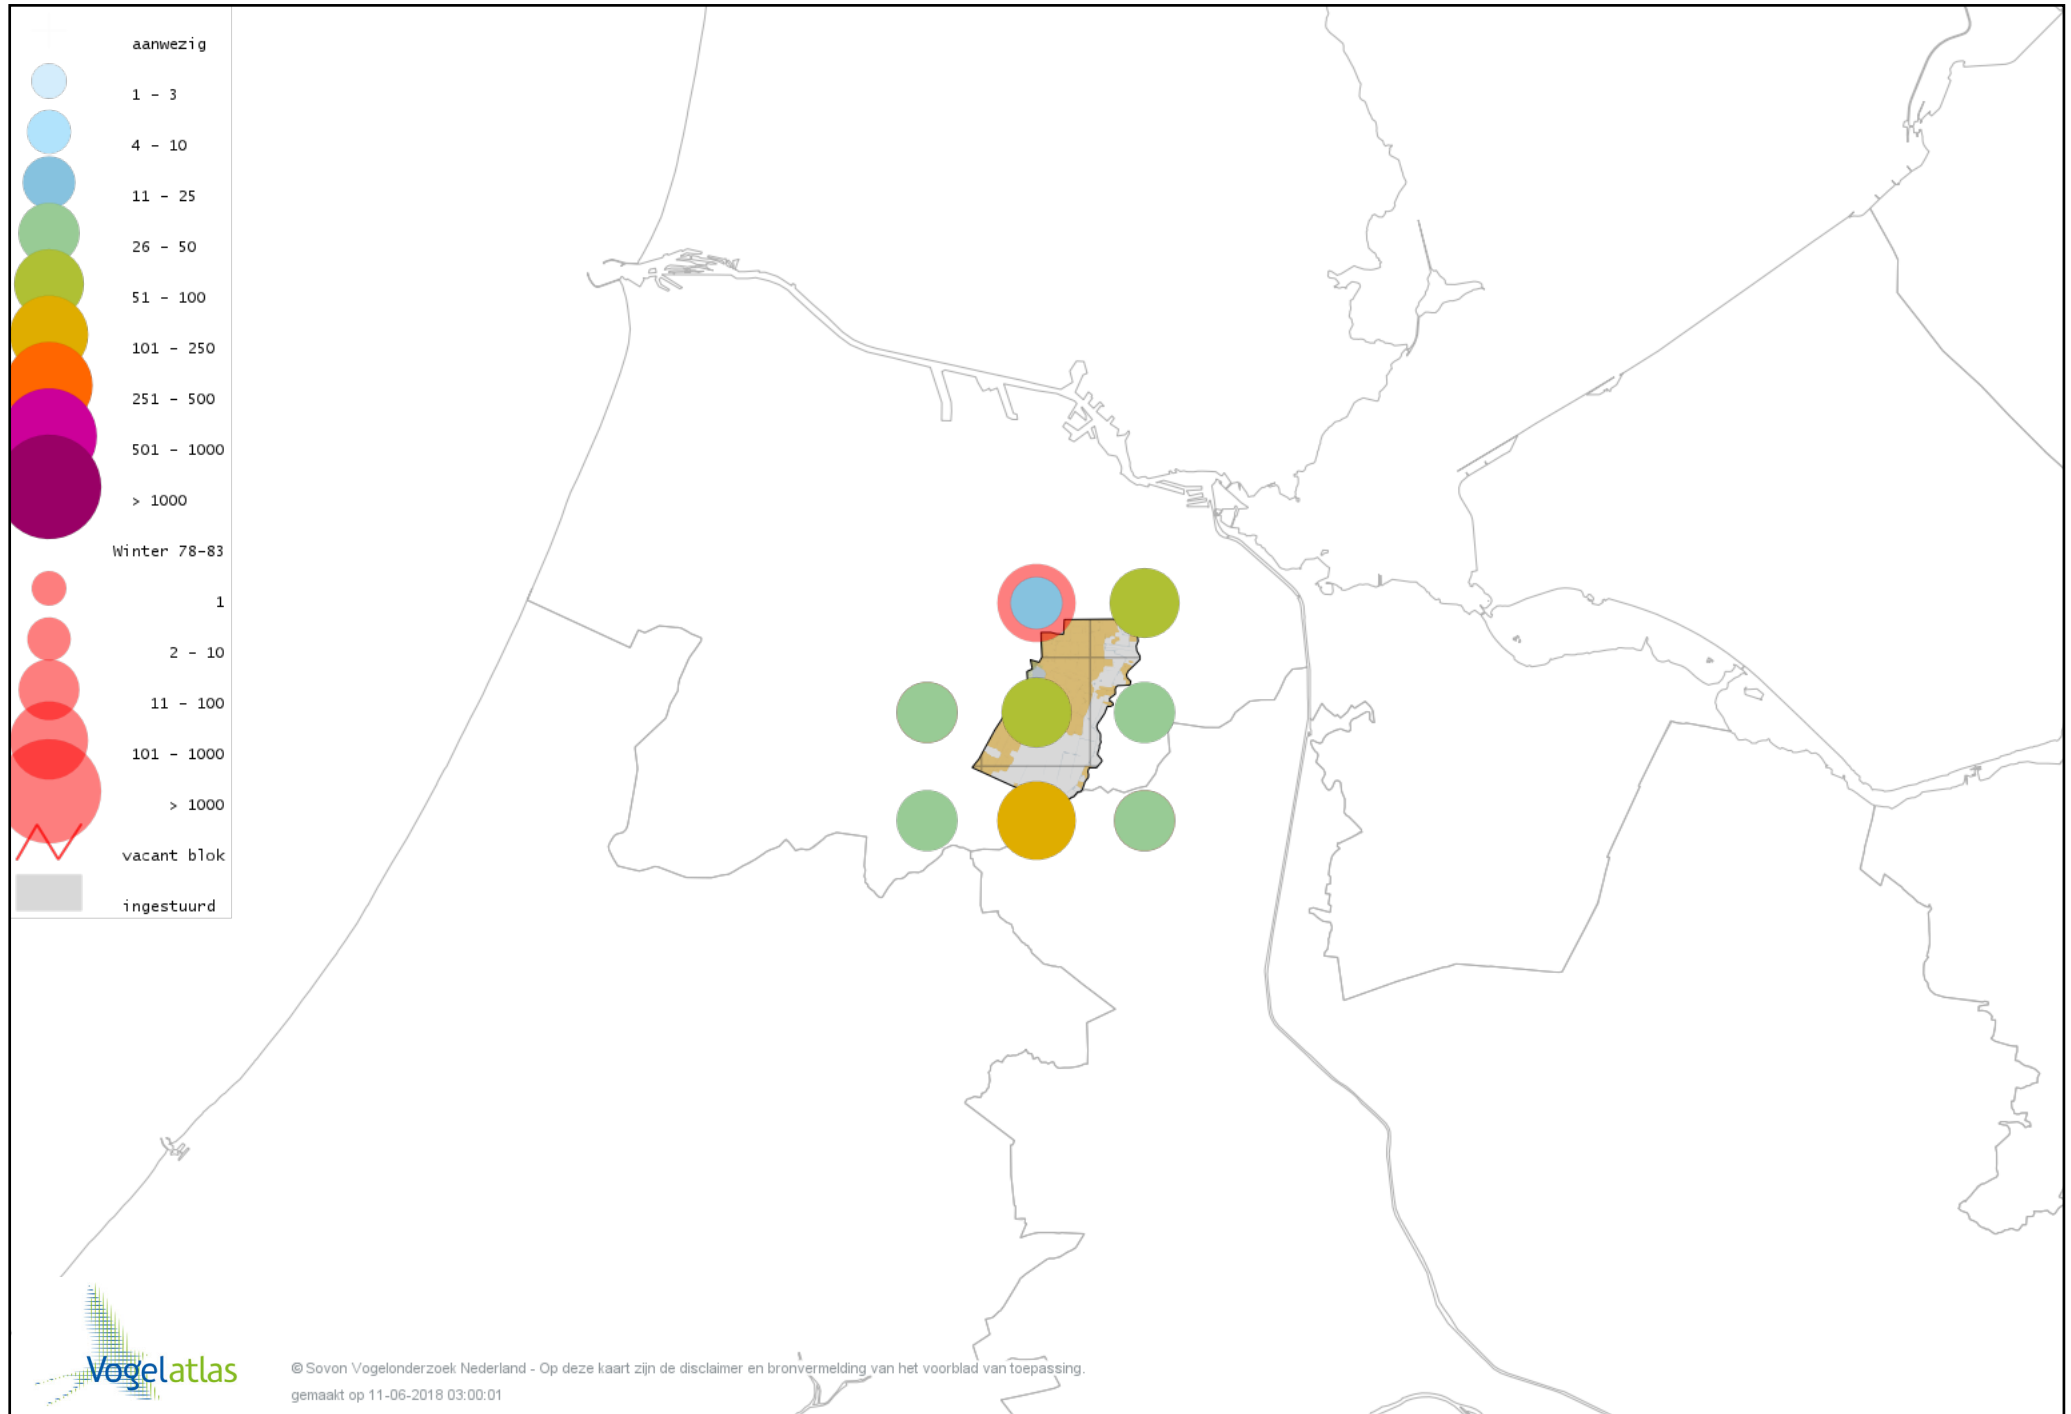 aanwezig
1 - 3
4 - 10
11 - 25
26 - 50
51 - 100
101 - 250
251 - 500
501 - 1000
> 1000
Winter 78-83
1
2 - 10
11 - 100
101 - 1000
> 1000
vacant blok
ingestuurd
Vogelatlas
© Sovon Vogelonderzoek Nederland - Op deze kaart zijn de disclaimer en bronvermelding van het voorblad van toepassing.
gemaakt op 11-06-2018 03:00:01